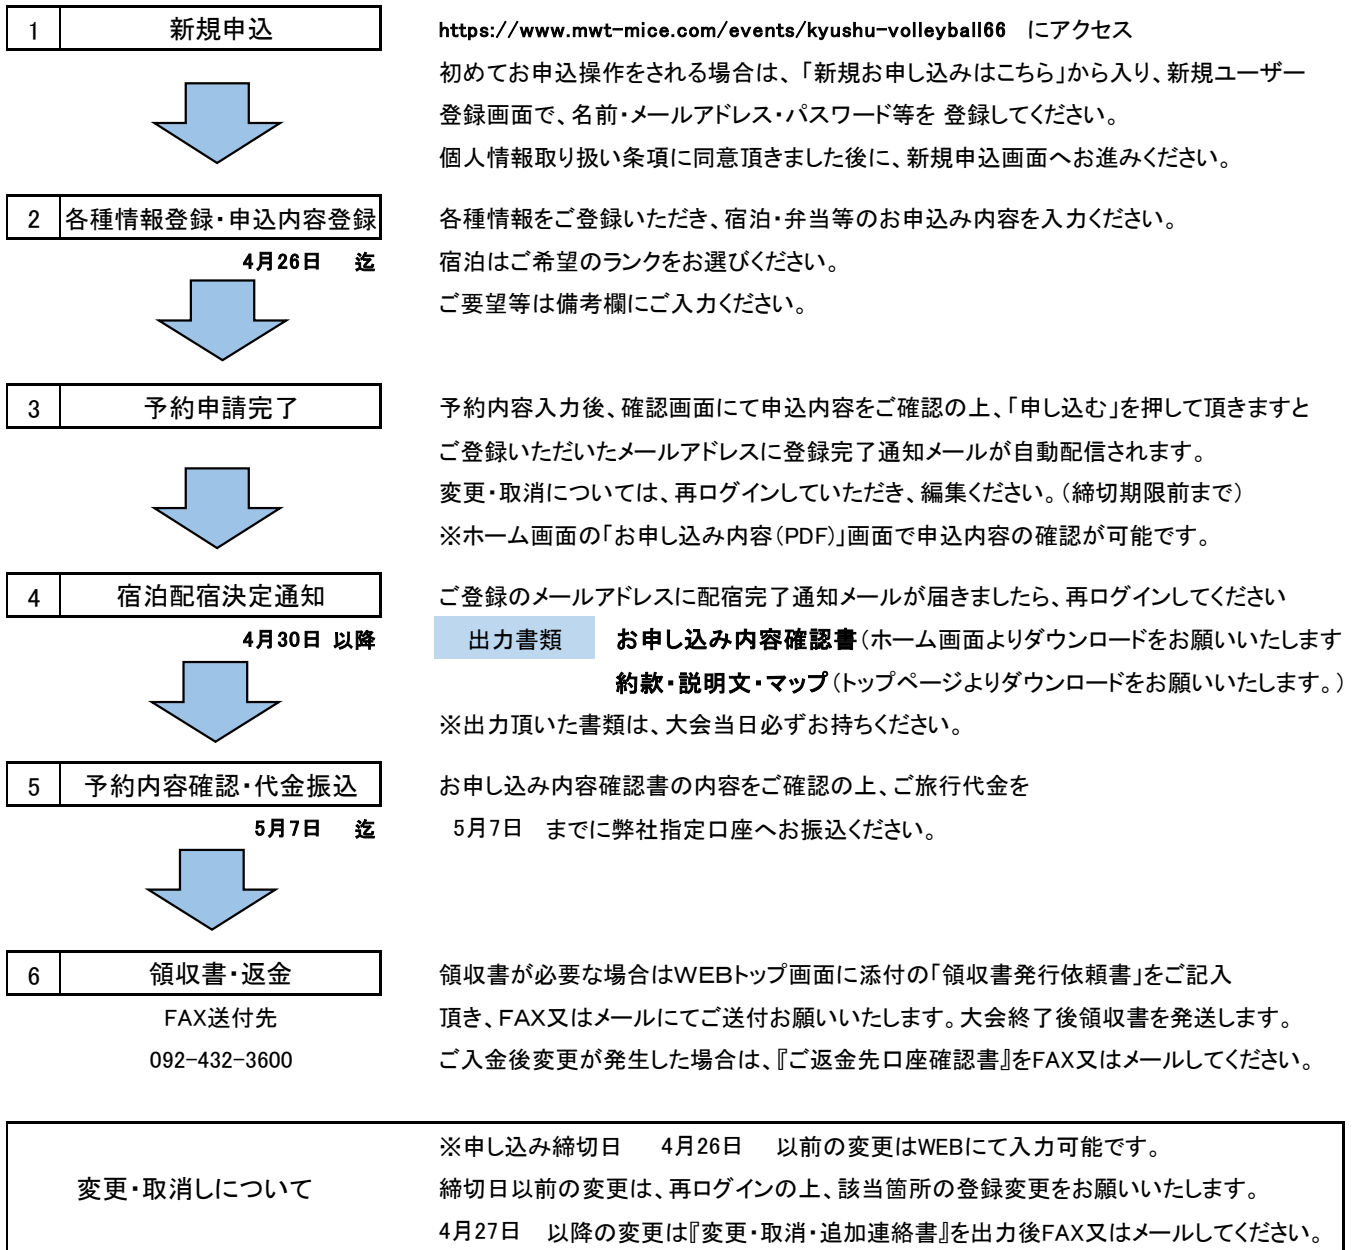 1 新規申込 https://www.mwt-mice.com/events/kyushu-volleyball66 にアクセス
初めてお申込操作をされる場合は、「新規お申し込みはこちら」から入り、新規ユーザー
登録画面で、名前・メールアドレス・パスワード等を 登録してください。
個人情報取り扱い条項に同意頂きました後に、新規申込画面へお進みください。
2 各種情報登録・申込内容登録 各種情報をご登録いただき、宿泊・弁当等のお申込み内容を入力ください。
4月26日 迄 宿泊はご希望のランクをお選びください。
ご要望等は備考欄にご入力ください。
3 予約申請完了 予約内容入力後、確認画面にて申込内容をご確認の上、「申し込む」を押して頂きますと
ご登録いただいたメールアドレスに登録完了通知メールが自動配信されます。
変更・取消については、再ログインしていただき、編集ください。（締切期限前まで）
※ホーム画面の「お申し込み内容（PDF)」画面で申込内容の確認が可能です。
4 宿泊配宿決定通知 ご登録のメールアドレスに配宿完了通知メールが届きましたら、再ログインしてください
4月30日 以降 出力書類 お申し込み内容確認書（ホーム画面よりダウンロードをお願いいたします
約款・説明文・マップ（トップページよりダウンロードをお願いいたします。）
※出力頂いた書類は、大会当日必ずお持ちください。
5 予約内容確認・代金振込 お申し込み内容確認書の内容をご確認の上、ご旅行代金を
5月7日 迄 5月7日 までに弊社指定口座へお振込ください。
6 領収書・返金 領収書が必要な場合はＷＥＢトップ画面に添付の「領収書発行依頼書」をご記入
FAX送付先 頂き、ＦＡＸ又はメールにてご送付お願いいたします。大会終了後領収書を発送します。
092-432-3600 ご入金後変更が発生した場合は、『ご返金先口座確認書』をFAX又はメールしてください。
※申し込み締切日 4月26日 以前の変更はWEBにて入力可能です。
変更・取消しについて 締切日以前の変更は、再ログインの上、該当箇所の登録変更をお願いいたします。
4月27日 以降の変更は『変更・取消・追加連絡書』を出力後FAX又はメールしてください。